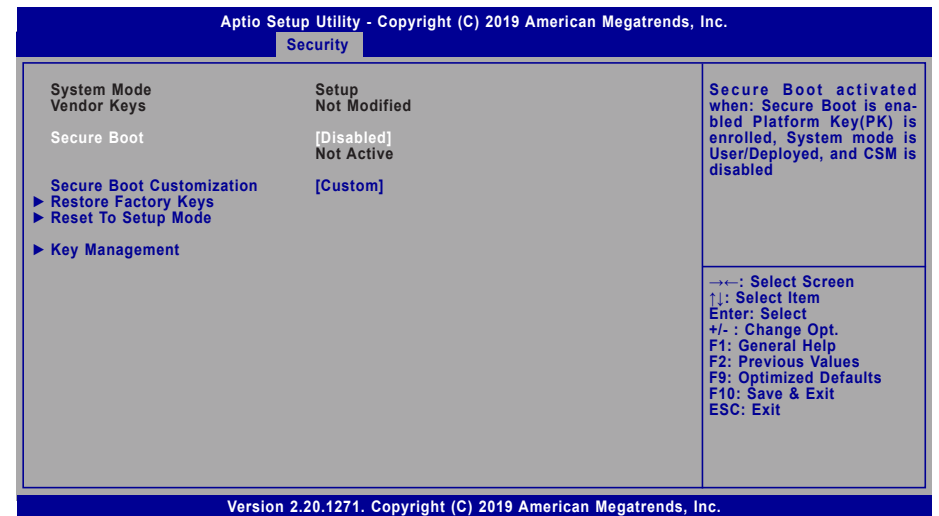 Aptio Setup Utility - Copyright (C) 2019 American Megatrends, Inc.
Security
System Mode Setup
Vendor Keys Not Modified
Secure Boot [Disabled]
Not Active
Secure Boot Customization [Custom]
▶ Restore Factory Keys
▶ Reset To Setup Mode
▶ Key Management
Secure Boot activated
when: Secure Boot is ena-
bled Platform Key(PK) is
enrolled, System mode is
User/Deployed, and CSM is
disabled
→←: Select Screen
↑↓: Select Item
Enter: Select
+/- : Change Opt.
F1: General Help
F2: Previous Values
F9: Optimized Defaults
F10: Save & Exit
ESC: Exit
Version 2.20.1271. Copyright (C) 2019 American Megatrends, Inc.